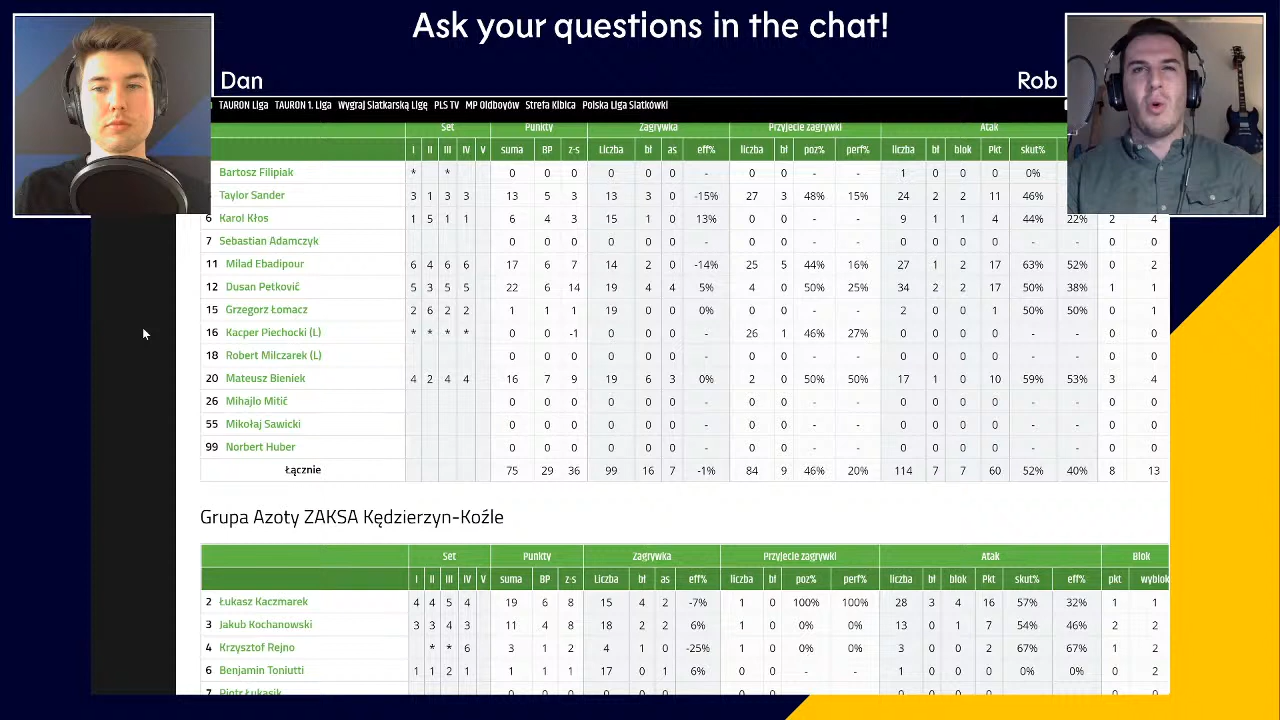 Ask your questions in the chat!
Dan
Rob
TAURON Liga TAURON 1. Liga Wygraj Siatkarską Ligę PLS TV MP Oldboyów Strefa Kibica Polska Liga Siatkówki
Set Punkty Zagrywka Przyjęcie zagrywki Atak
I II III IV V suma BP z-s Liczba bł as eff% liczba bł poz% perf% liczba bł blok Pkt skut%
Bartosz Filipiak * * 0 0 0 0 0 0 - 0 0 - - 1 0 0 0 0%
Taylor Sander 3 1 3 3 13 5 3 13 3 0 -15% 27 3 48% 15% 24 2 2 11 46%
6 Karol Kłos 1 5 1 1 6 4 3 15 1 0 13% 0 0 - - 9 1 1 4 44% 22% 2 4
7 Sebastian Adamczyk 0 0 0 0 0 0 - 0 0 - - 0 0 0 0 - - 0 0
11 Milad Ebadipour 6 4 6 6 17 6 7 14 2 0 -14% 25 5 44% 16% 27 1 2 17 63% 52% 0 2
12 Dusan Petković 5 3 5 5 22 6 14 19 4 4 5% 4 0 50% 25% 34 2 2 17 50% 38% 1 1
15 Grzegorz Łomacz 2 6 2 2 1 1 1 19 0 0 0% 0 0 - - 2 0 0 1 50% 50% 0 1
16 Kacper Piechocki (L) * * * * 0 0 -1 0 0 0 - 26 1 46% 27% 0 0 0 0 - - 0 0
18 Robert Milczarek (L) 0 0 0 0 0 0 - 0 0 - - 0 0 0 0 - - 0 0
20 Mateusz Bieniek 4 2 4 4 16 7 9 19 6 3 0% 2 0 50% 50% 17 1 0 10 59% 53% 3 4
26 Mihajlo Mitić 0 0 0 0 0 0 - 0 0 - - 0 0 0 0 - - 0 0
55 Mikołaj Sawicki 0 0 0 0 0 0 - 0 0 - - 0 0 0 0 - - 0 0
99 Norbert Huber 0 0 0 0 0 0 - 0 0 - - 0 0 0 0 - - 0 0
Łącznie 75 29 36 99 16 7 -1% 84 9 46% 20% 114 7 7 60 52% 40% 8 13
Grupa Azoty ZAKSA Kędzierzyn-Koźle
Set Punkty Zagrywka Przyjęcie zagrywki Atak Blok
I II III IV V suma BP z-s Liczba bł as eff% liczba bł poz% perf% liczba bł blok Pkt skut% eff% pkt wyblok
2 Łukasz Kaczmarek 4 4 5 4 19 6 8 15 4 2 -7% 1 0 100% 100% 28 3 4 16 57% 32% 1 1
3 Jakub Kochanowski 3 3 4 3 11 4 8 18 2 2 6% 1 0 0% 0% 13 0 1 7 54% 46% 2 2
4 Krzysztof Rejno * * 6 3 1 2 4 1 0 -25% 1 0 0% 0% 3 0 0 2 67% 67% 1 2
6 Benjamin Toniutti 1 1 2 1 1 1 1 17 0 1 6% 0 0 - - 1 0 0 0 0% 0% 0 2
7 Piotr Łukasik